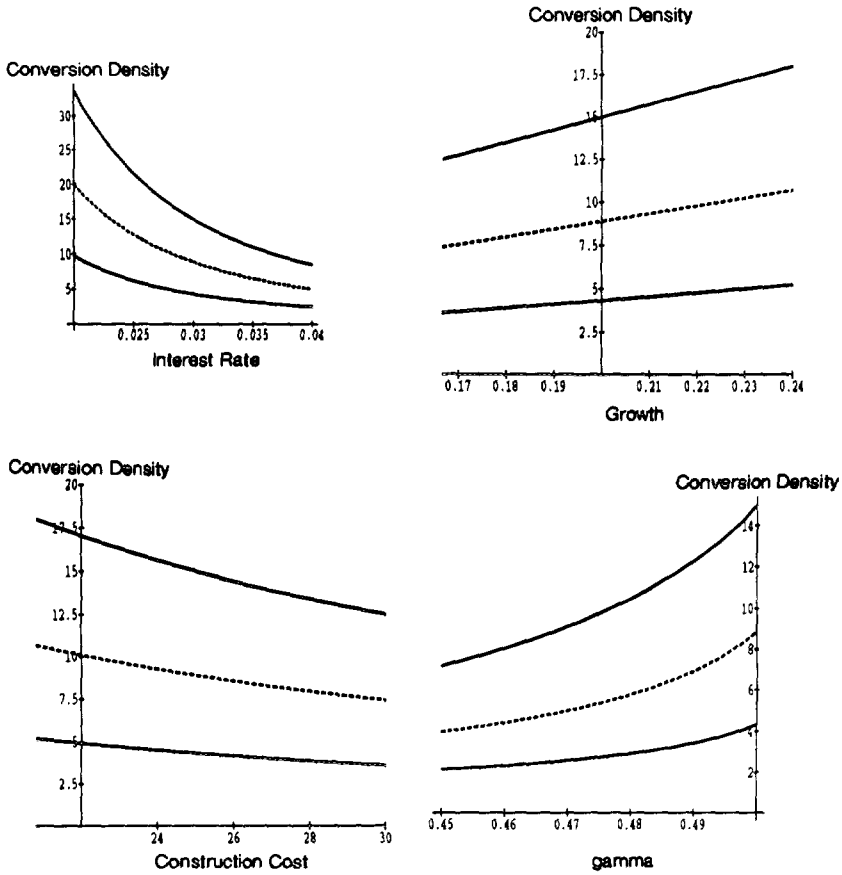 Conversion Density
30
25
20
15
10
5
0.025 0.03 0.035 0.04
Interest Rate
Conversion Density
20
17.5
15
12.5
10
7.5
5
2.5
0.17 0.18 0.19 0.21 0.22 0.23 0.24
Growth
Conversion Density
20
17.5
15
12.5
10
7.5
5
2.5
24 26 28 30
Construction Cost
Conversion Density
14
12
10
8
6
4
2
0.45 0.46 0.47 0.48 0.49
gamma